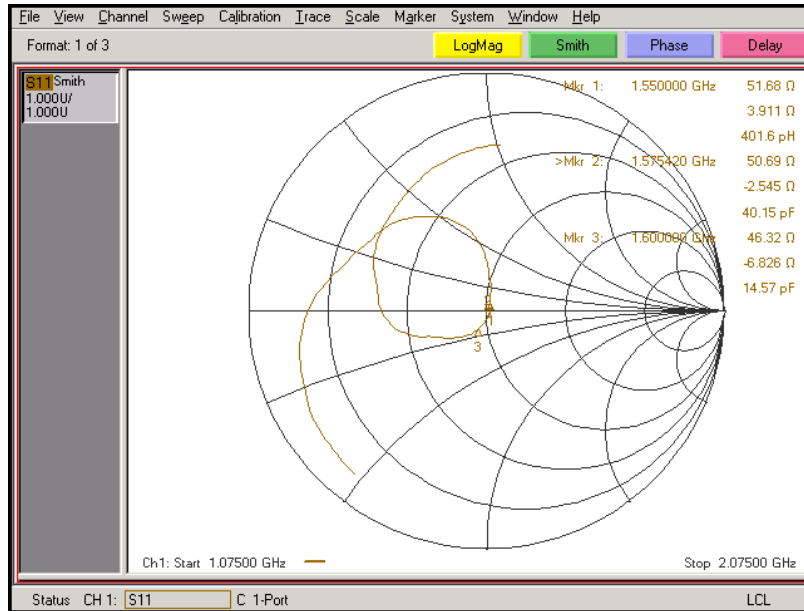 File View Channel Sweep Calibration Trace Scale Marker System Window Help
Format: 1 of 3
LogMag Smith Phase Delay
S11 Smith
1.000U/
1.000U
Mkr 1: 1.550000 GHz 51.68 Ω
3.911 Ω
401.6 pH
>Mkr 2: 1.575420 GHz 50.69 Ω
-2.545 Ω
40.15 pF
Mkr 3: 1.600000 GHz 46.32 Ω
-6.826 Ω
14.57 pF
3
Ch1: Start 1.07500 GHz
Stop 2.07500 GHz
Status CH 1: S11 C 1-Port LCL